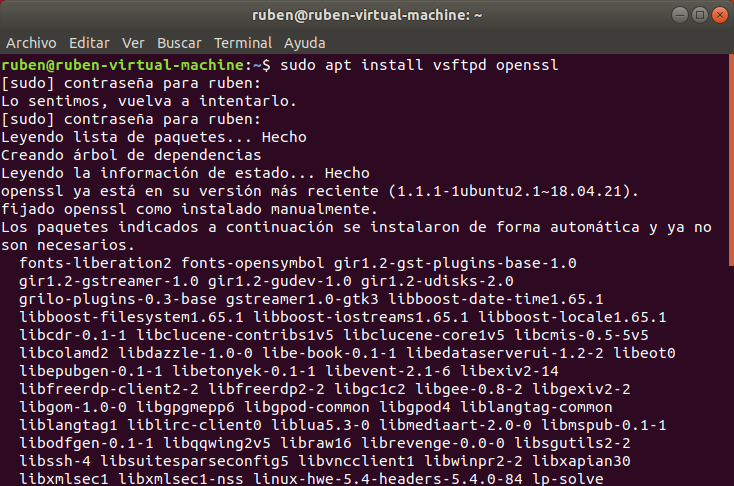 ruben@ruben-virtual-machine: ~
Archivo Editar Ver Buscar Terminal Ayuda
ruben@ruben-virtual-machine:~$ sudo apt install vsftpd openssl
[sudo] contraseña para ruben:
Lo sentimos, vuelva a intentarlo.
[sudo] contraseña para ruben:
Leyendo lista de paquetes... Hecho
Creando árbol de dependencias
Leyendo la información de estado... Hecho
openssl ya está en su versión más reciente (1.1.1-1ubuntu2.1~18.04.21).
fijado openssl como instalado manualmente.
Los paquetes indicados a continuación se instalaron de forma automática y ya no
son necesarios.
  fonts-liberation2 fonts-opensymbol gir1.2-gst-plugins-base-1.0
  gir1.2-gstreamer-1.0 gir1.2-gudev-1.0 gir1.2-udisks-2.0
  grilo-plugins-0.3-base gstreamer1.0-gtk3 libboost-date-time1.65.1
  libboost-filesystem1.65.1 libboost-iostreams1.65.1 libboost-locale1.65.1
  libcdr-0.1-1 libclucene-contribs1v5 libclucene-core1v5 libcmis-0.5-5v5
  libcolamd2 libdazzle-1.0-0 libe-book-0.1-1 libedataserverui-1.2-2 libeot0
  libepubgen-0.1-1 libetonyek-0.1-1 libevent-2.1-6 libexiv2-14
  libfreerdp-client2-2 libfreerdp2-2 libgc1c2 libgee-0.8-2 libgexiv2-2
  libgom-1.0-0 libgpgmepp6 libgpod-common libgpod4 liblangtag-common
  liblangtag1 liblirc-client0 liblua5.3-0 libmediaart-2.0-0 libmspub-0.1-1
  libodfgen-0.1-1 libqqwing2v5 libraw16 librevenge-0.0-0 libsgutils2-2
  libssh-4 libsuitesparseconfig5 libvncclient1 libwinpr2-2 libxapian30
  libxmlsec1 libxmlsec1-nss linux-hwe-5.4-headers-5.4.0-84 lp-solve